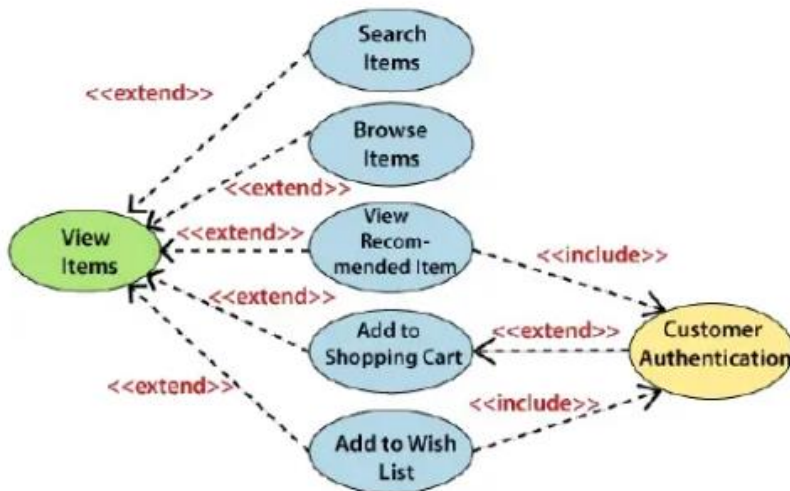 Search
Items
<<extend>>
Browse
Items
<<extend>>
View
Items
<<extend>>
View
Recom-
mended Item
<<include>>
<<extend>>
Add to
Shopping Cart
<<extend>>
Customer
Authentication
<<extend>>
<<include>>
Add to Wish
List